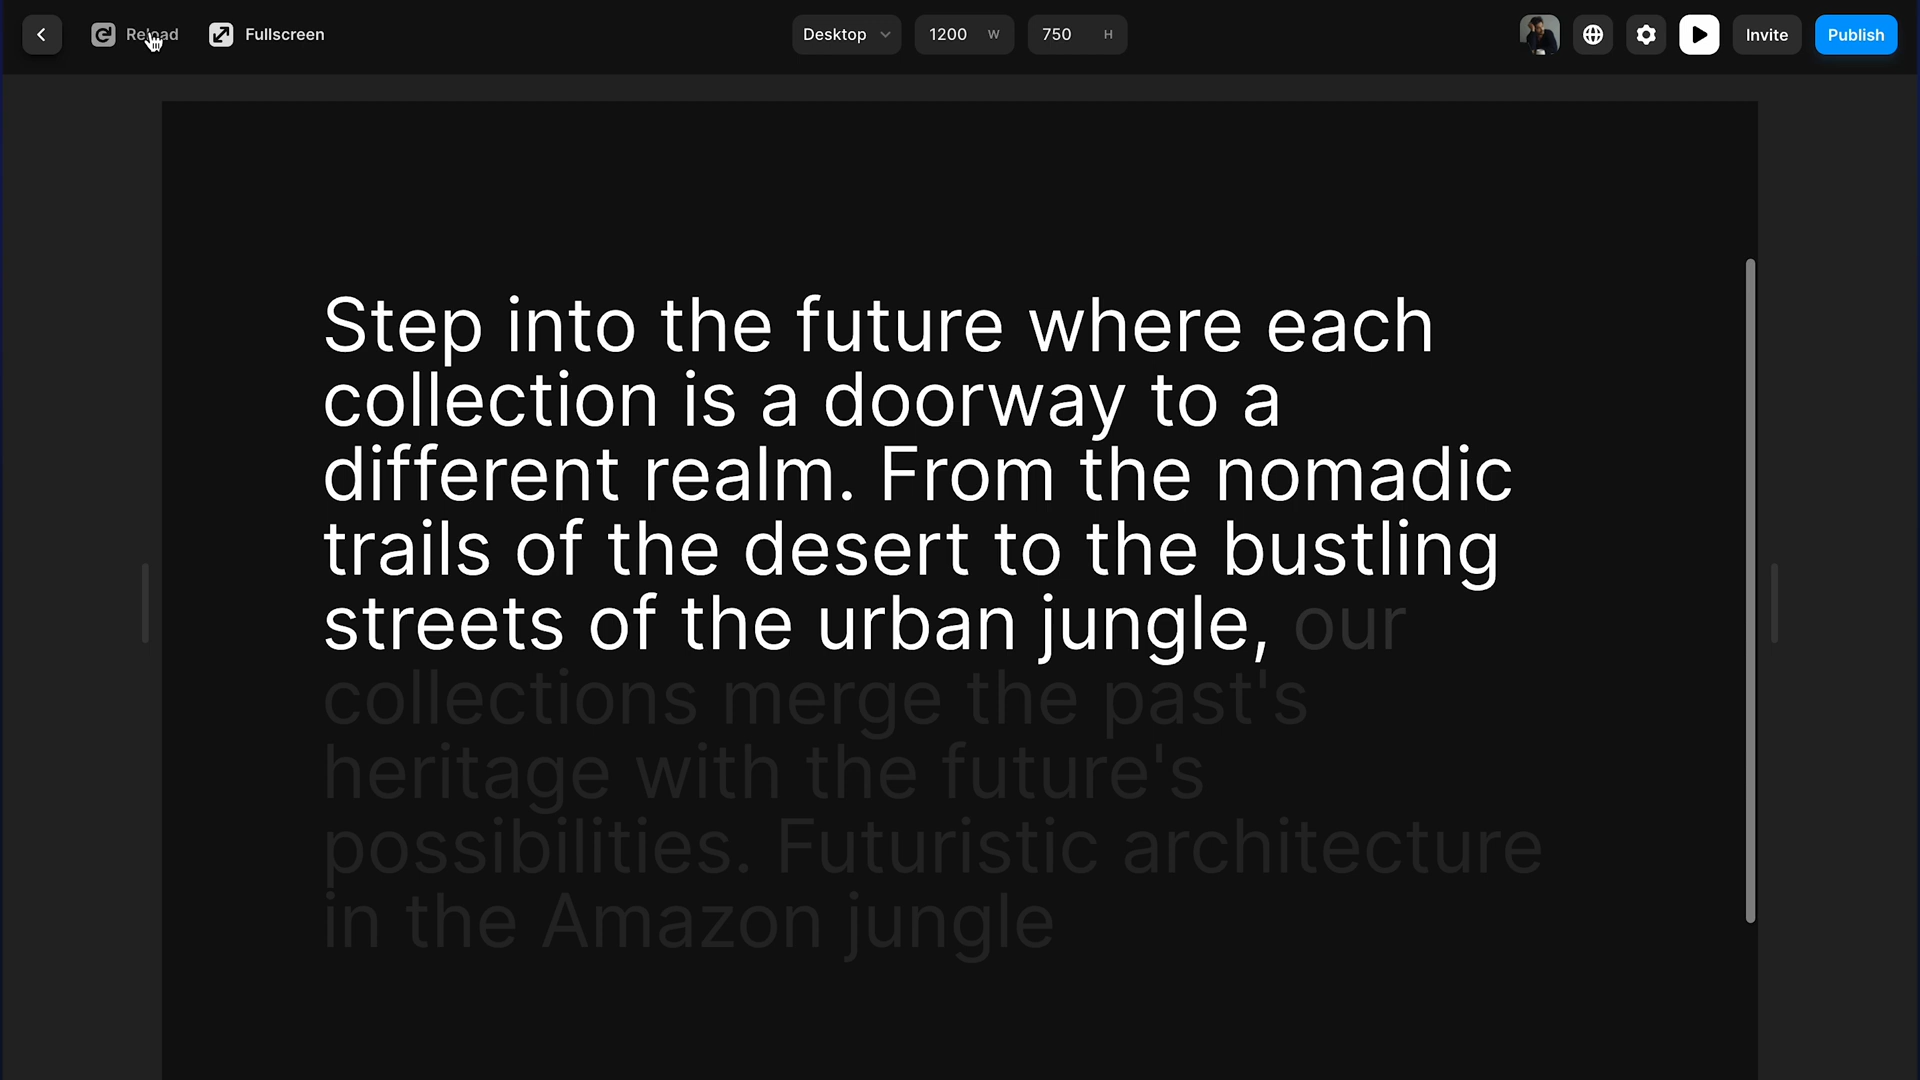 Reload Fullscreen Desktop 1200 W 750 H Invite Publish
Step into the future where each
collection is a doorway to a
different realm. From the nomadic
trails of the desert to the bustling
streets of the urban jungle, our
collections merge the past's
heritage with the future's
possibilities. Futuristic architecture
in the Amazon jungle